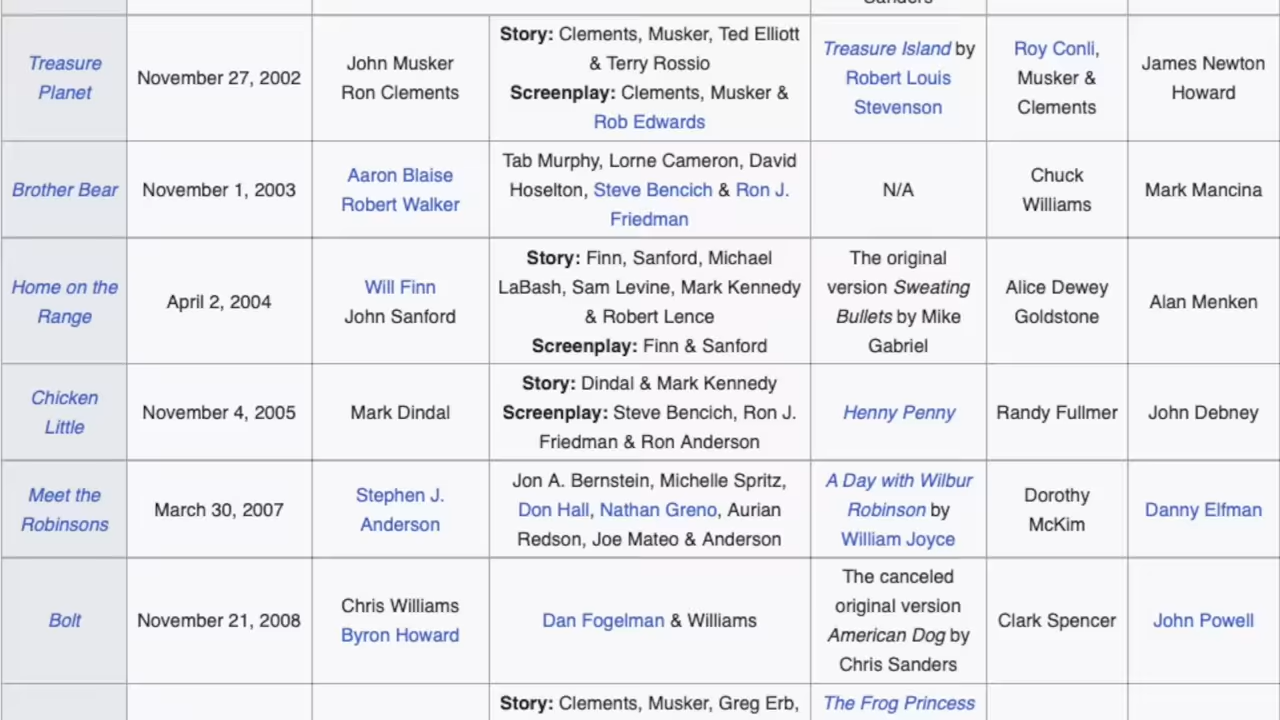 Sanders
Treasure
Planet
November 27, 2002
John Musker
Ron Clements
Story: Clements, Musker, Ted Elliott
& Terry Rossio
Screenplay: Clements, Musker &
Rob Edwards
Treasure Island by
Robert Louis
Stevenson
Roy Conli,
Musker &
Clements
James Newton
Howard
Brother Bear
November 1, 2003
Aaron Blaise
Robert Walker
Tab Murphy, Lorne Cameron, David
Hoselton, Steve Bencich & Ron J.
Friedman
N/A
Chuck
Williams
Mark Mancina
Home on the
Range
April 2, 2004
Will Finn
John Sanford
Story: Finn, Sanford, Michael
LaBash, Sam Levine, Mark Kennedy
& Robert Lence
Screenplay: Finn & Sanford
The original
version Sweating
Bullets by Mike
Gabriel
Alice Dewey
Goldstone
Alan Menken
Chicken
Little
November 4, 2005
Mark Dindal
Story: Dindal & Mark Kennedy
Screenplay: Steve Bencich, Ron J.
Friedman & Ron Anderson
Henny Penny
Randy Fullmer
John Debney
Meet the
Robinsons
March 30, 2007
Stephen J.
Anderson
Jon A. Bernstein, Michelle Spritz,
Don Hall, Nathan Greno, Aurian
Redson, Joe Mateo & Anderson
A Day with Wilbur
Robinson by
William Joyce
Dorothy
McKim
Danny Elfman
Bolt
November 21, 2008
Chris Williams
Byron Howard
Dan Fogelman & Williams
The canceled
original version
American Dog by
Chris Sanders
Clark Spencer
John Powell
Story: Clements, Musker, Greg Erb,
The Frog Princess